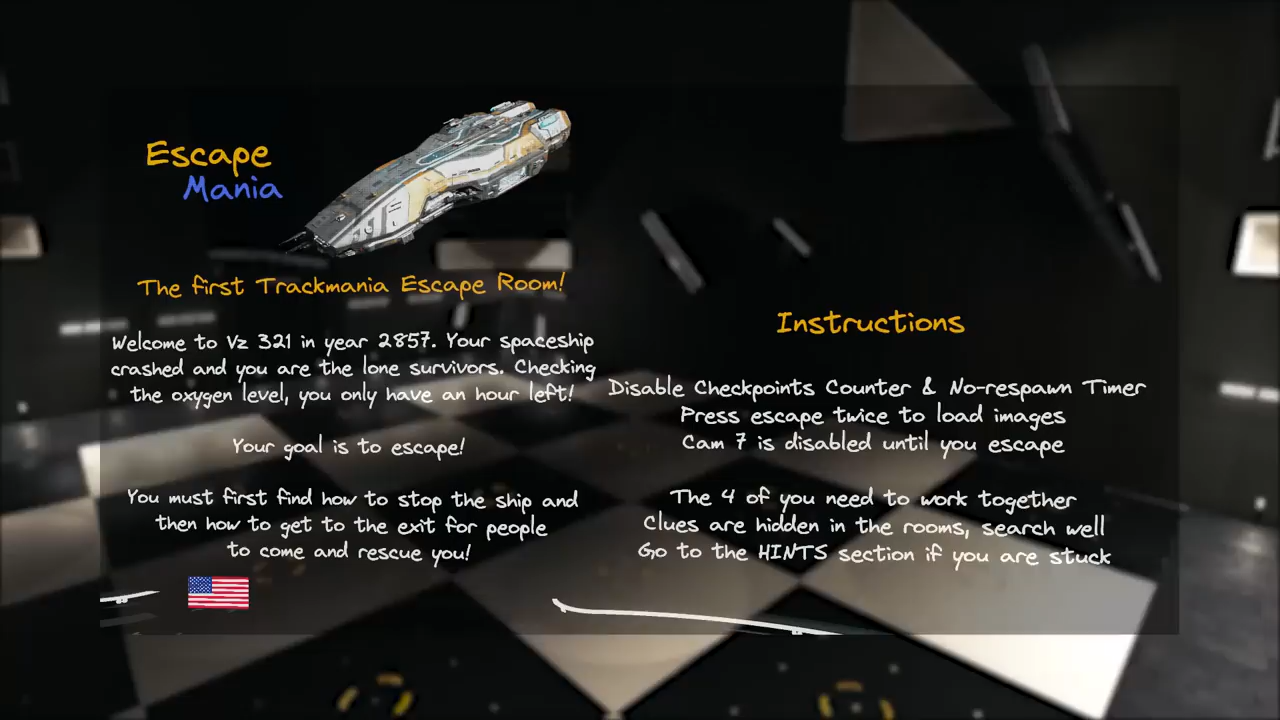 Escape
Mania
The first Trackmania Escape Room!
Welcome to Vz 321 in year 2857. Your spaceship
crashed and you are the lone survivors. Checking
the oxygen level, you only have an hour left!
Your goal is to escape!
You must first find how to stop the ship and
then how to get to the exit for people
to come and rescue you!
Instructions
Disable Checkpoints Counter & No-respawn Timer
Press escape twice to load images
Cam 7 is disabled until you escape
The 4 of you need to work together
Clues are hidden in the rooms, search well
Go to the HINTS section if you are stuck